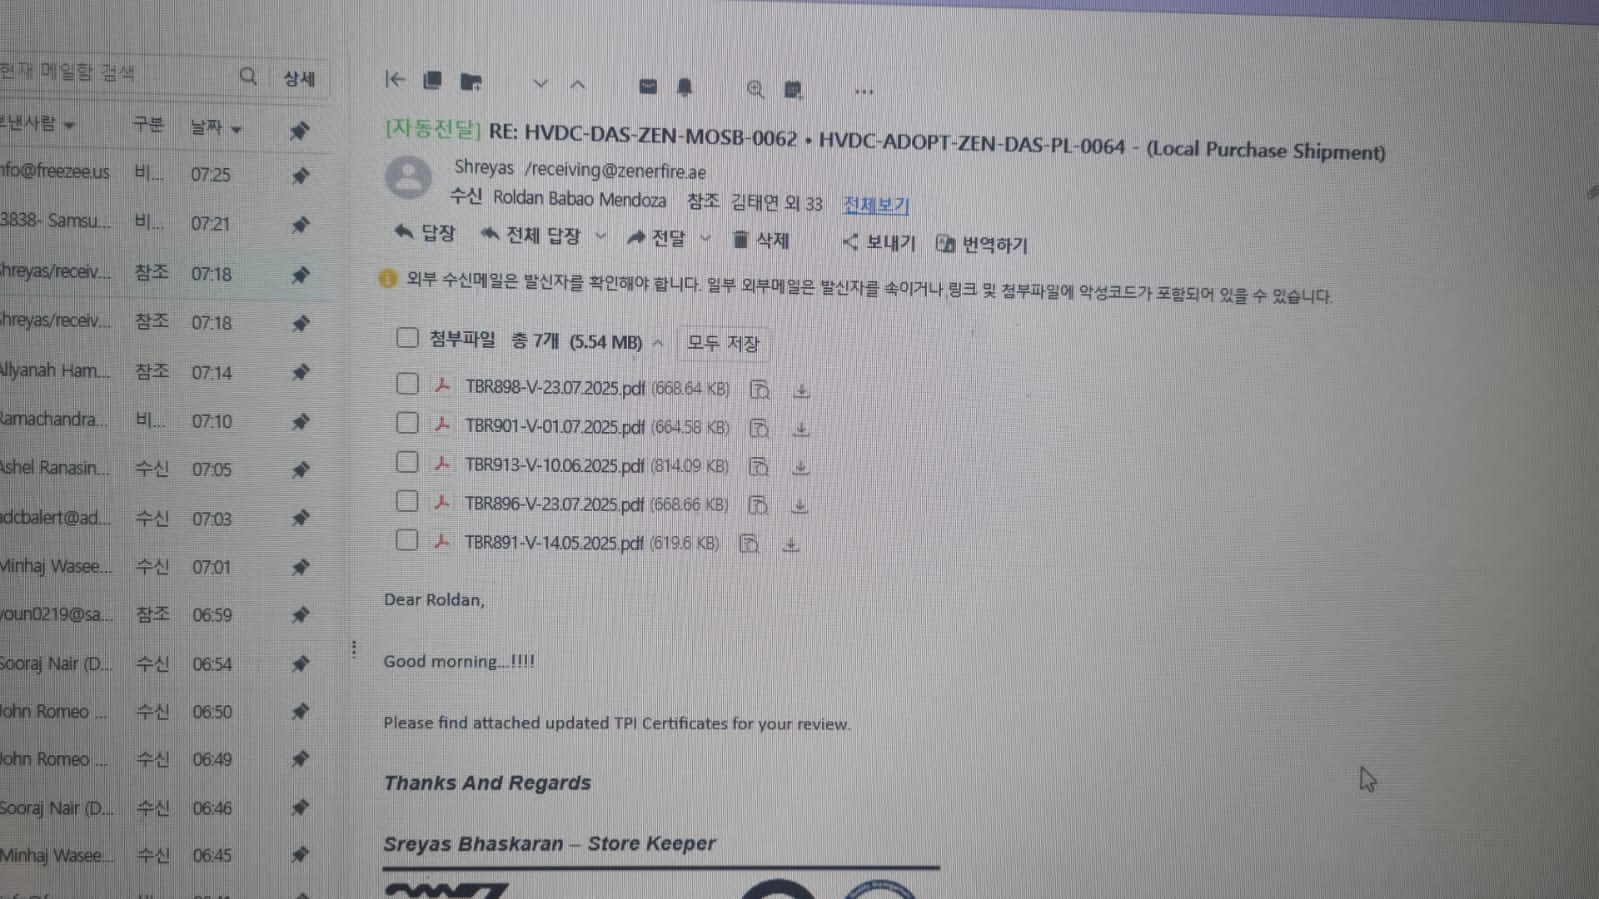 현재 메일함 검색
상세
보낸사람 구분 날짜
nfo@freezee.us 비... 07:25
3838- Samsu... 비... 07:21
Shreyas/receiv... 참조 07:18
Shreyas/receiv... 참조 07:18
Allyanah Ham... 참조 07:14
Ramachandra... 비... 07:10
Ashel Ranasin... 수신 07:05
adcbalert@ad... 수신 07:03
Minhaj Wasee... 수신 07:01
youn0219@sa... 참조 06:59
Sooraj Nair (D... 수신 06:54
John Romeo ... 수신 06:50
John Romeo ... 수신 06:49
Sooraj Nair (D... 수신 06:46
Minhaj Wasee... 수신 06:45
[자동전달] RE: HVDC-DAS-ZEN-MOSB-0062 • HVDC-ADOPT-ZEN-DAS-PL-0064 - (Local Purchase Shipment)
Shreyas /receiving@zenerfire.ae
수신 Roldan Babao Mendoza 참조 김태연 외 33 전체보기
답장 전체 답장 전달 삭제 보내기 번역하기
외부 수신메일은 발신자를 확인해야 합니다. 일부 외부메일은 발신자를 속이거나 링크 및 첨부파일에 악성코드가 포함되어 있을 수 있습니다.
첨부파일 총 7개 (5.54 MB) 모두 저장
TBR898-V-23.07.2025.pdf (668.64 KB)
TBR901-V-01.07.2025.pdf (664.58 KB)
TBR913-V-10.06.2025.pdf (814.09 KB)
TBR896-V-23.07.2025.pdf (668.66 KB)
TBR891-V-14.05.2025.pdf (619.6 KB)
Dear Roldan,
Good morning...!!!!
Please find attached updated TPI Certificates for your review.
Thanks And Regards
Sreyas Bhaskaran – Store Keeper